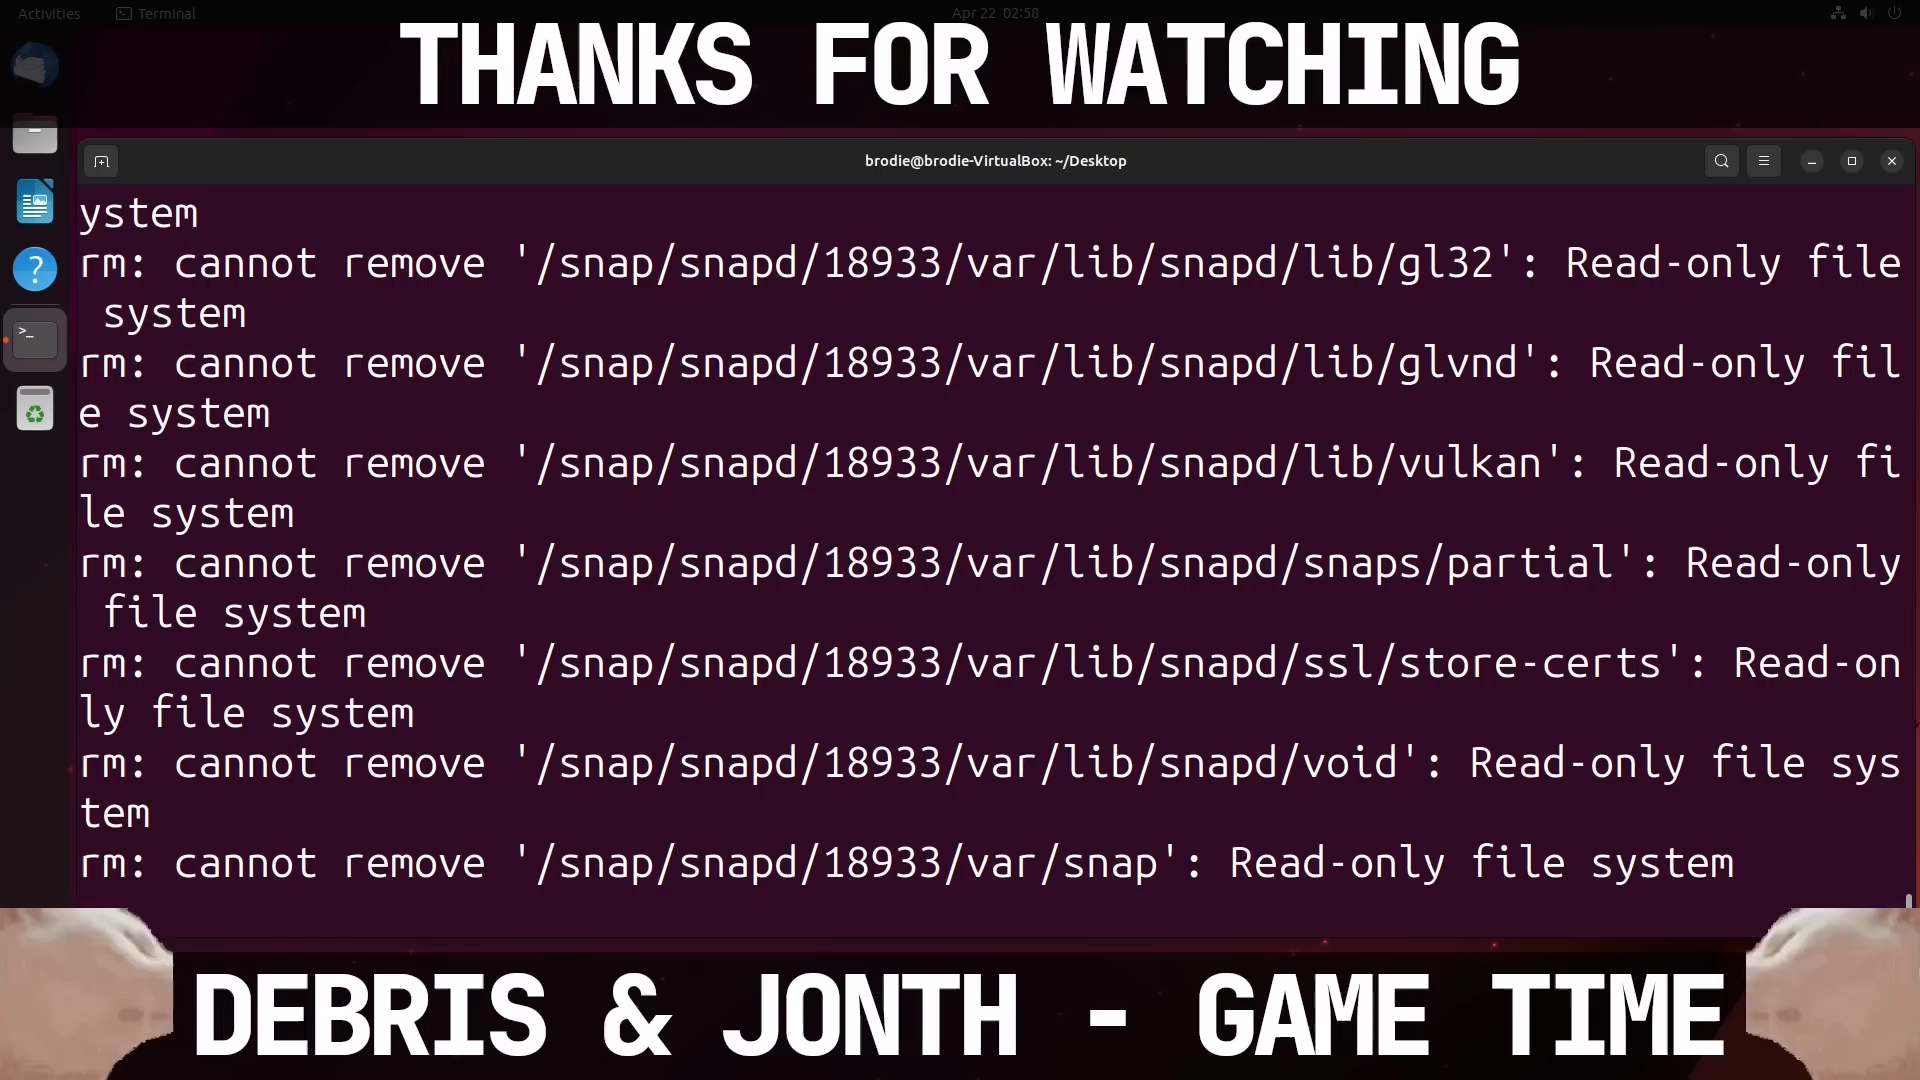 Activities Terminal Apr 22 02:58
THANKS FOR WATCHING
brodie@brodie-VirtualBox: ~/Desktop
ystem
rm: cannot remove '/snap/snapd/18933/var/lib/snapd/lib/gl32': Read-only file
 system
rm: cannot remove '/snap/snapd/18933/var/lib/snapd/lib/glvnd': Read-only fil
e system
rm: cannot remove '/snap/snapd/18933/var/lib/snapd/lib/vulkan': Read-only fi
le system
rm: cannot remove '/snap/snapd/18933/var/lib/snapd/snaps/partial': Read-only
 file system
rm: cannot remove '/snap/snapd/18933/var/lib/snapd/ssl/store-certs': Read-on
ly file system
rm: cannot remove '/snap/snapd/18933/var/lib/snapd/void': Read-only file sys
tem
rm: cannot remove '/snap/snapd/18933/var/snap': Read-only file system
DEBRIS & JONTH - GAME TIME